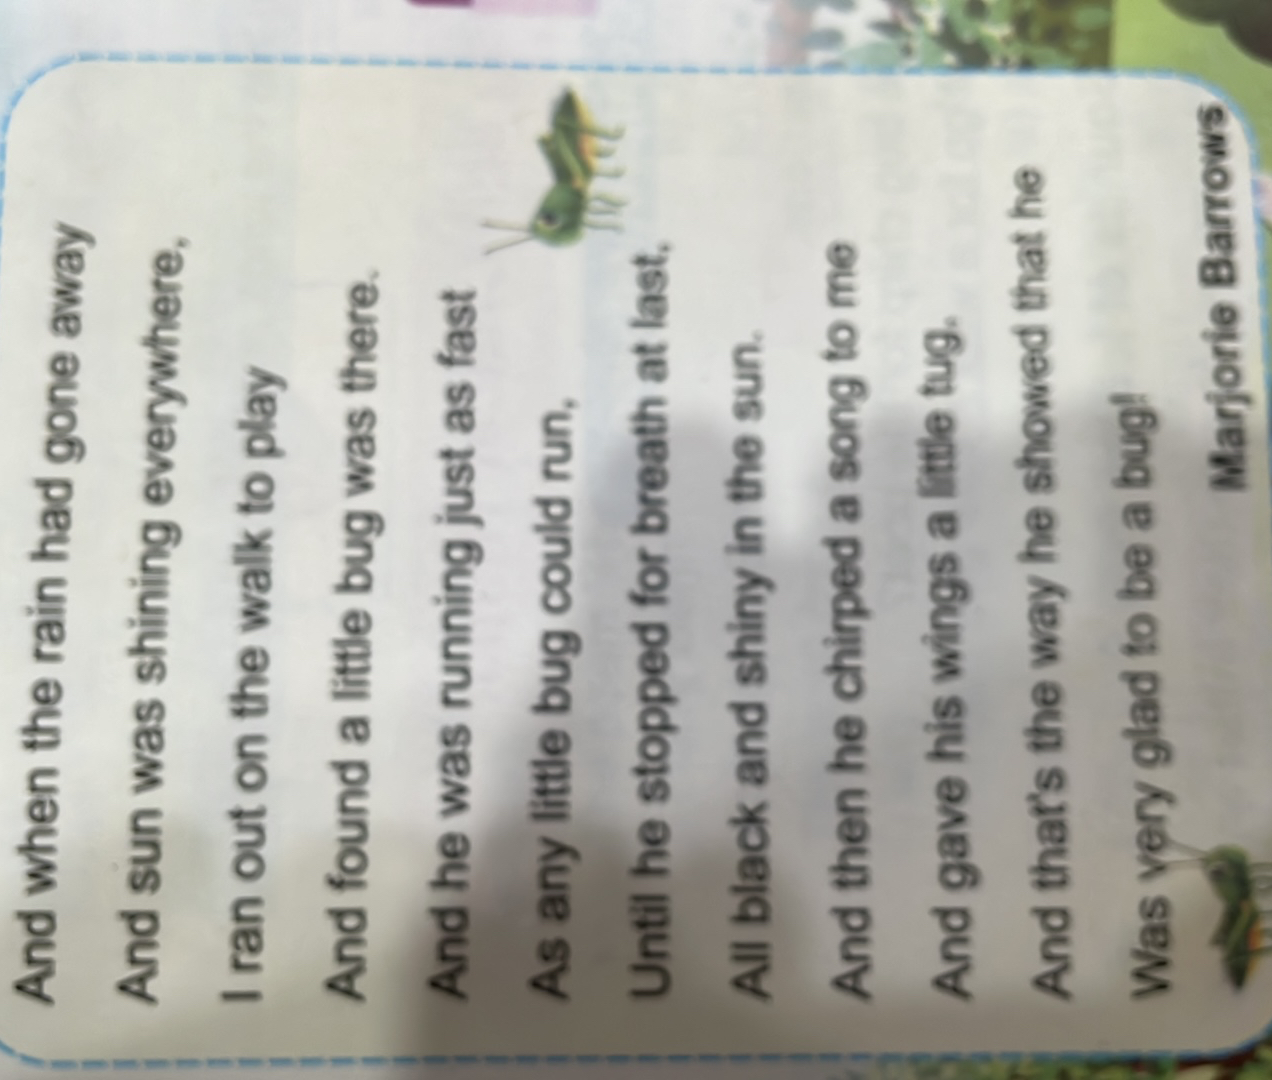 And when the rain had gone away
And sun was shining everywhere,
I ran out on the walk to play
And found a little bug was there.
And he was running just as fast
As any little bug could run,
Until he stopped for breath at last,
All black and shiny in the sun.
And then he chirped a song to me
And gave his wings a little tug.
And that's the way he showed that he
Was very glad to be a bug!
Marjorie Barrows